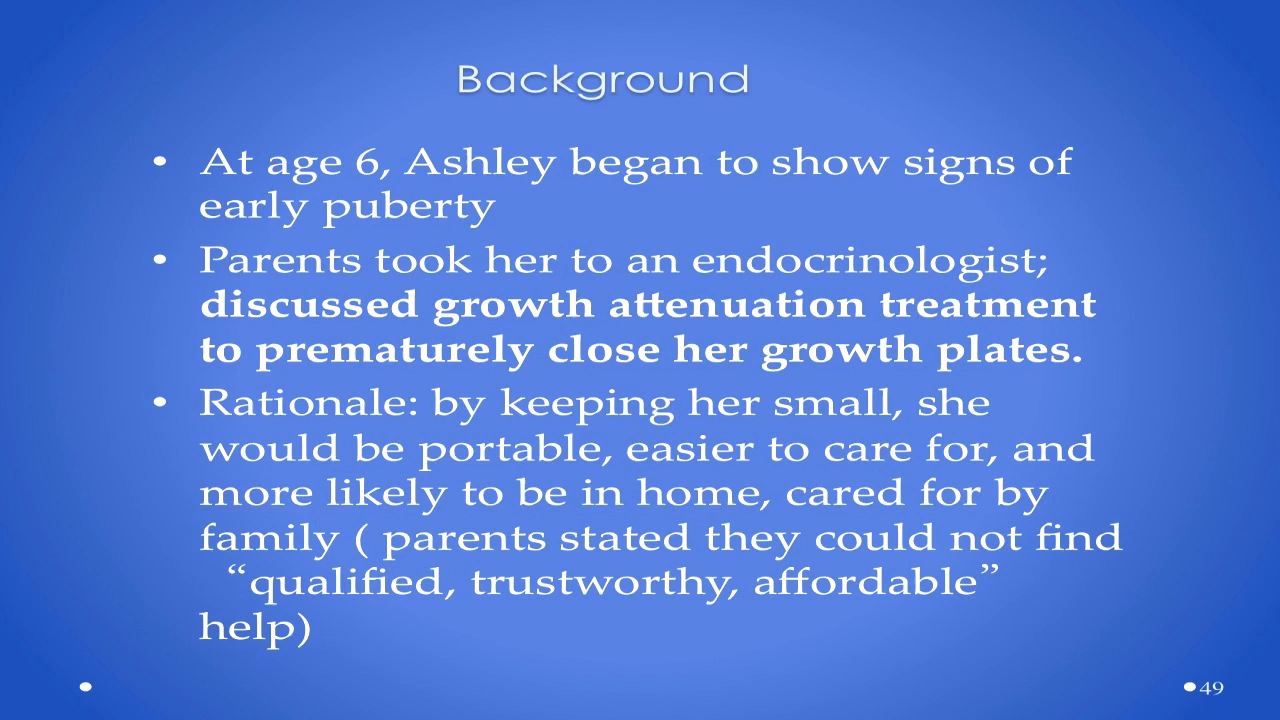 Background
• At age 6, Ashley began to show signs of
early puberty
• Parents took her to an endocrinologist;
discussed growth attenuation treatment
to prematurely close her growth plates.
• Rationale: by keeping her small, she
would be portable, easier to care for, and
more likely to be in home, cared for by
family ( parents stated they could not find
“qualified, trustworthy, affordable”
help)
• 49